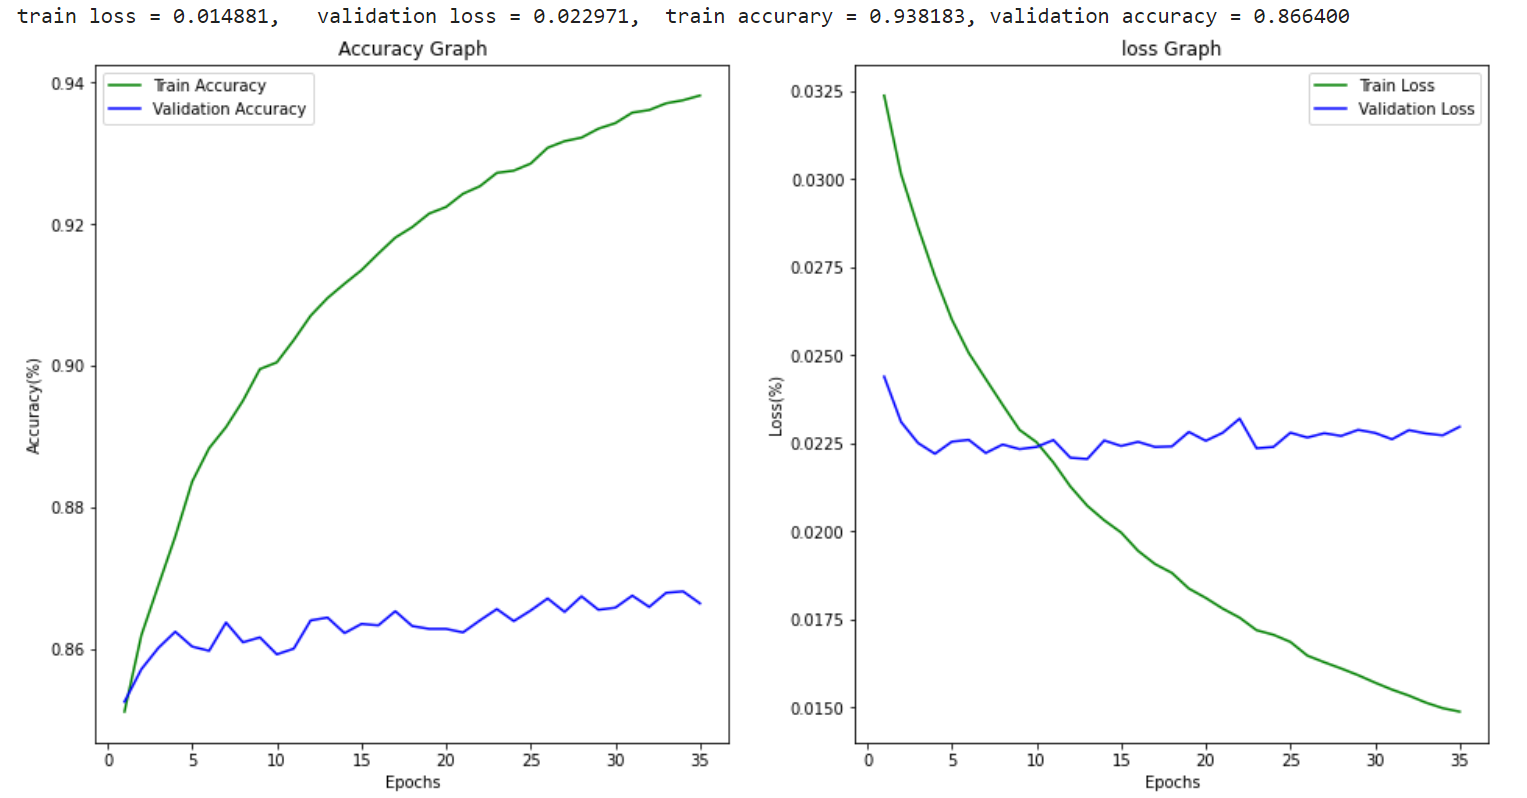 train loss = 0.014881,   validation loss = 0.022971,  train accurary = 0.938183, validation accuracy = 0.866400
Accuracy Graph
Train Accuracy
Validation Accuracy
0.94
0.92
0.90
0.88
0.86
Accuracy(%)
0 5 10 15 20 25 30 35
Epochs
loss Graph
Train Loss
Validation Loss
0.0325
0.0300
0.0275
0.0250
0.0225
0.0200
0.0175
0.0150
Loss(%)
0 5 10 15 20 25 30 35
Epochs